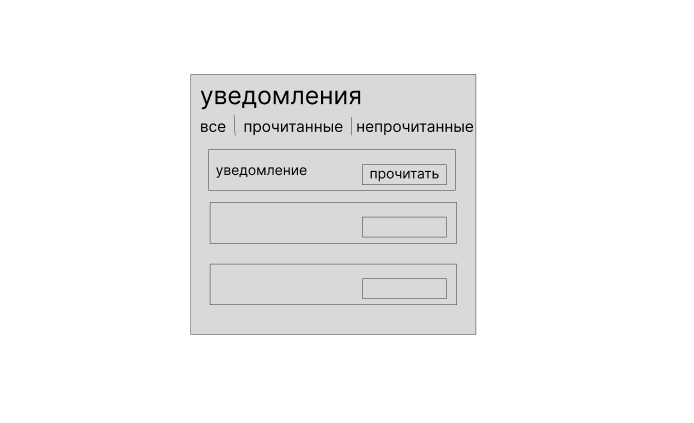 уведомления
все | прочитанные | непрочитанные
уведомление прочитать